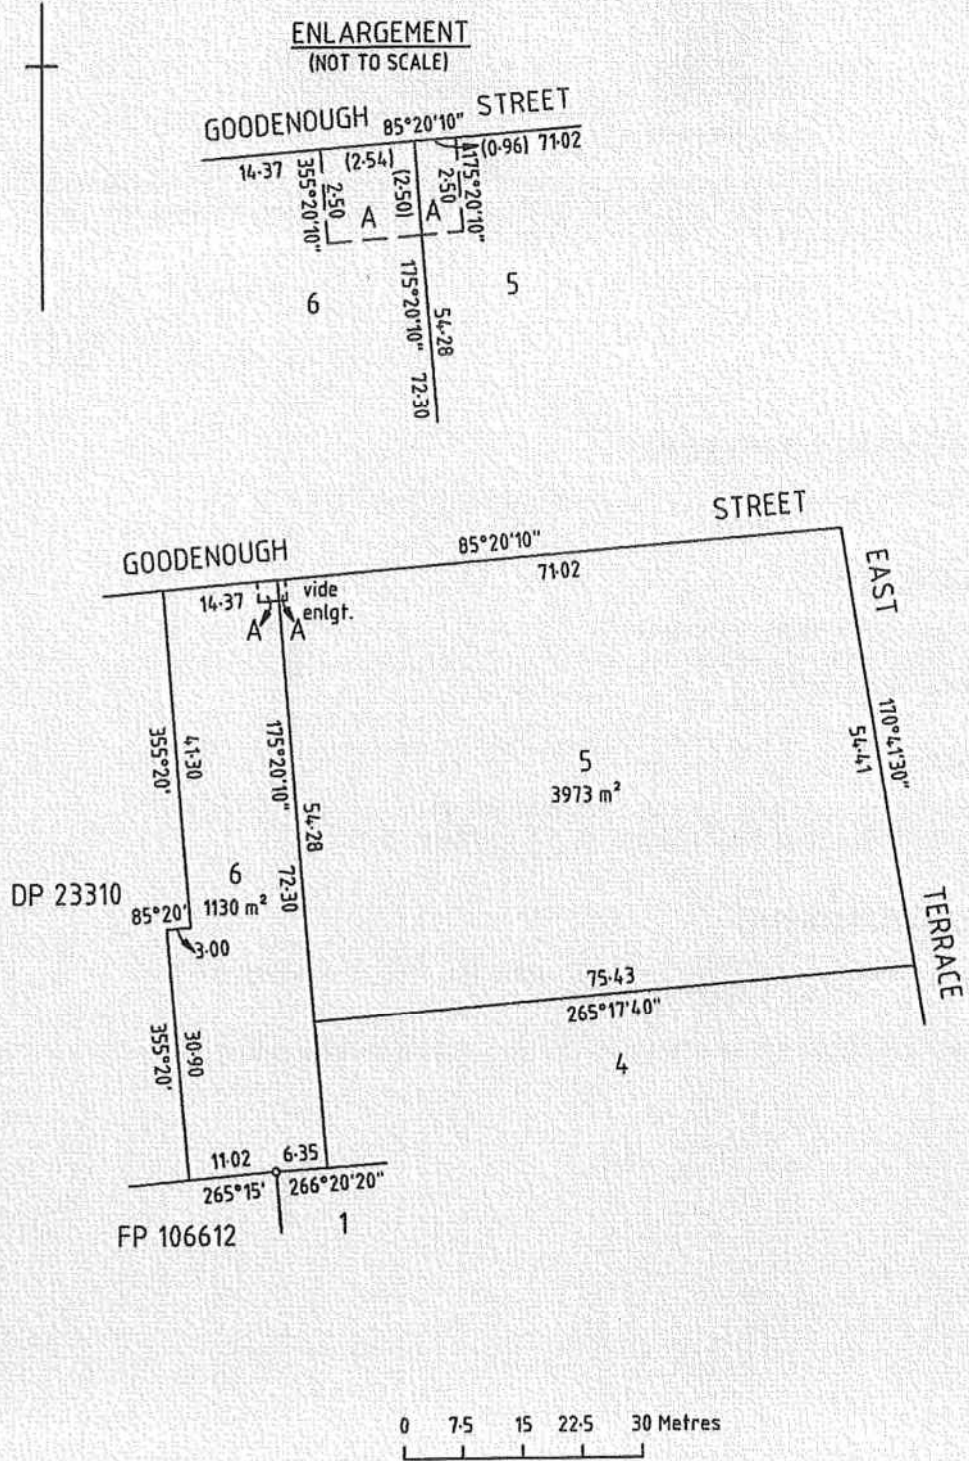 ENLARGEMENT
(NOT TO SCALE)
GOODENOUGH 85°20'10" STREET
14·37 (2·54) (0·96) 71·02
355°20'10" 2·50 (2·50) 2·50 175°20'10"
A A
6 5
175°20'10" 54·28
72·30
GOODENOUGH 85°20'10" STREET
71·02
14·37 vide
enlgt.
A A
EAST
355°20' 41·30
175°20'10" 54·28
72·30
5
3973 m²
170°41'30"
54·41
DP 23310
6
1130 m²
85°20'
3·00
TERRACE
75·43
265°17'40"
4
355°20' 30·90
11·02 6·35
265°15' 266°20'20"
FP 106612 1
0 7·5 15 22·5 30 Metres